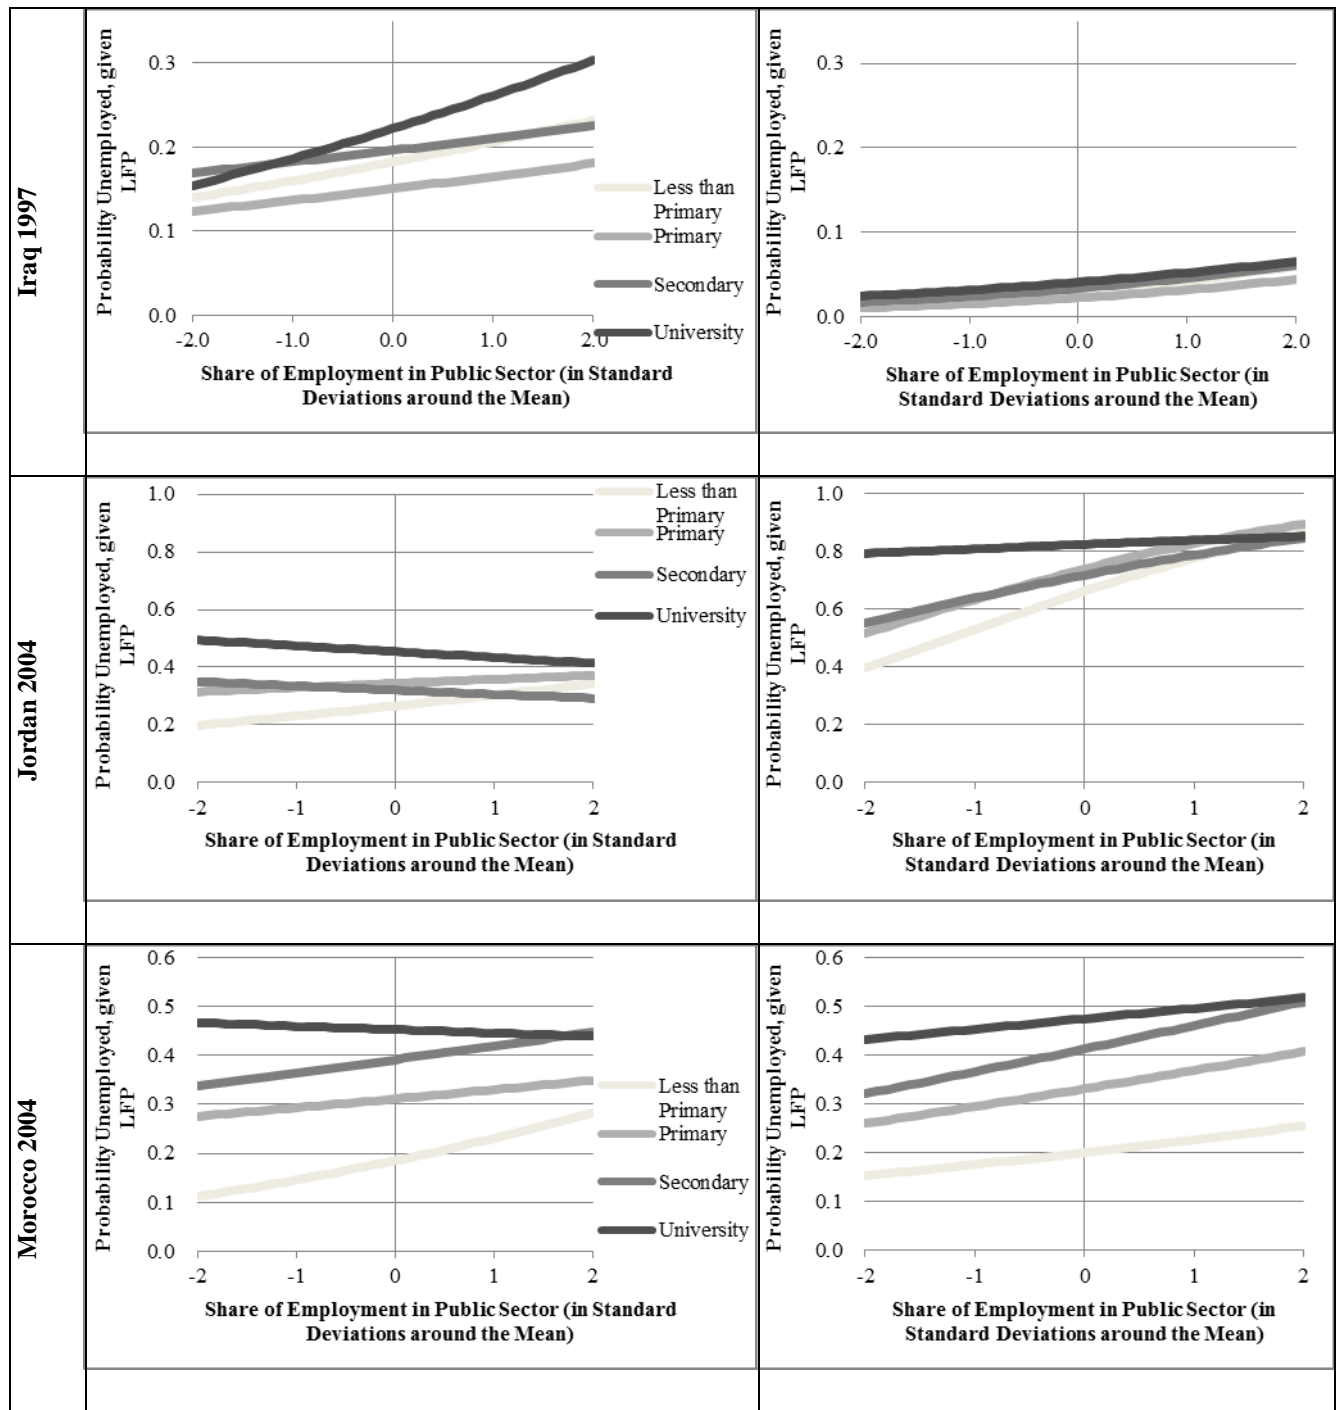 Iraq 1997
Probability Unemployed, given
LFP
0.3
0.2
0.1
0.0
-2.0
-1.0
0.0
1.0
2.0
Share of Employment in Public Sector (in Standard
Deviations around the Mean)
Less than
Primary
Primary
Secondary
University
Probability Unemployed, given
LFP
0.3
0.2
0.1
0.0
-2.0
-1.0
0.0
1.0
2.0
Share of Employment in Public Sector (in
Standard Deviations around the Mean)
Jordan 2004
Probability Unemployed, given
LFP
1.0
0.8
0.6
0.4
0.2
0.0
-2
-1
0
1
2
Share of Employment in Public Sector (in Standard
Deviations around the Mean)
Less than
Primary
Primary
Secondary
University
Probability Unemployed, given
LFP
1.0
0.8
0.6
0.4
0.2
0.0
-2
-1
0
1
2
Share of Employment in Public Sector (in
Standard Deviations around the Mean)
Morocco 2004
Probability Unemployed, given
LFP
0.6
0.5
0.4
0.3
0.2
0.1
0.0
-2
-1
0
1
2
Share of Employment in Public Sector (in Standard
Deviations around the Mean)
Less than
Primary
Primary
Secondary
University
Probability Unemployed, given
LFP
0.6
0.5
0.4
0.3
0.2
0.1
0.0
-2
-1
0
1
2
Share of Employment in Public Sector (in
Standard Deviations around the Mean)